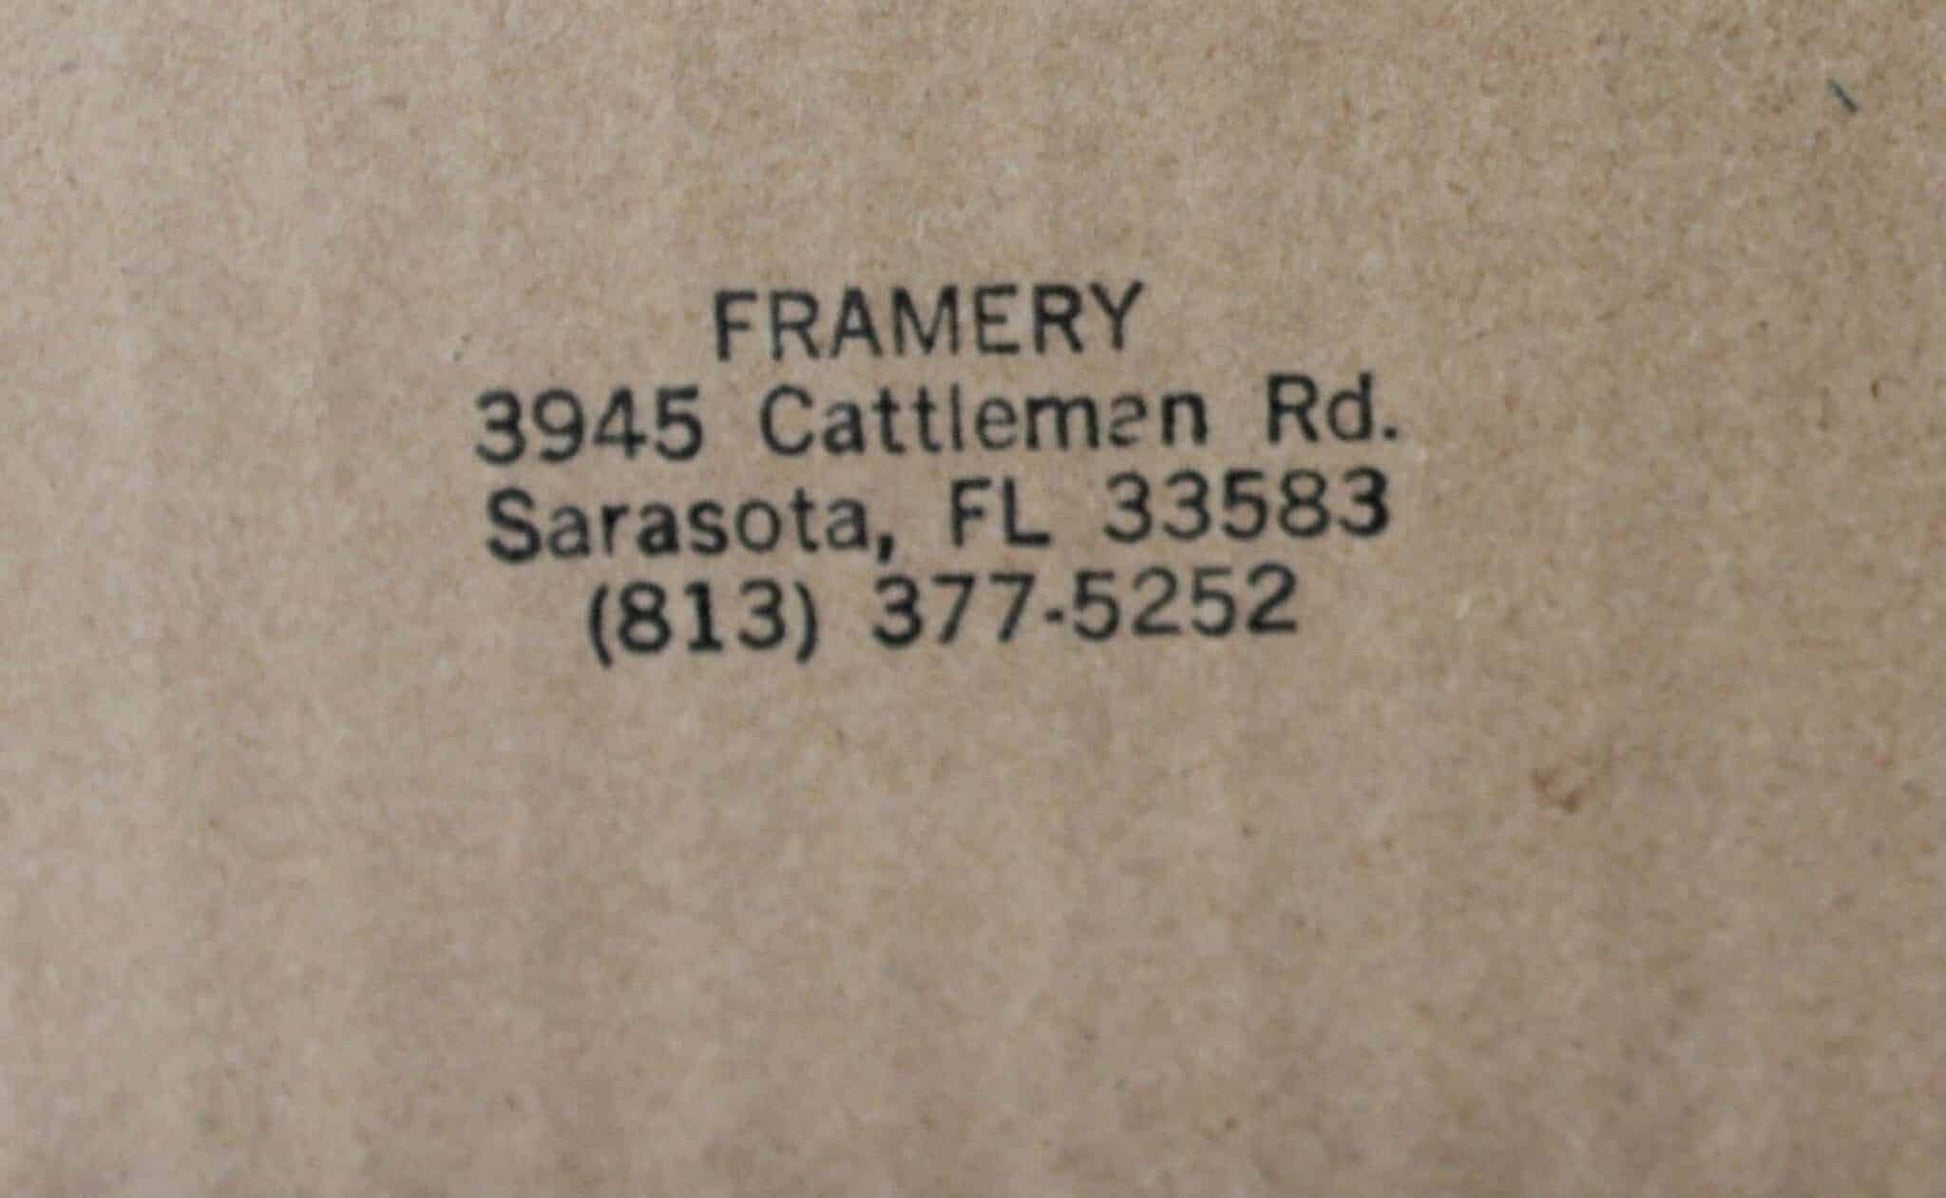 FRAMERY
3945 Cattleman Rd.
Sarasota, FL 33583
(813) 377-5252